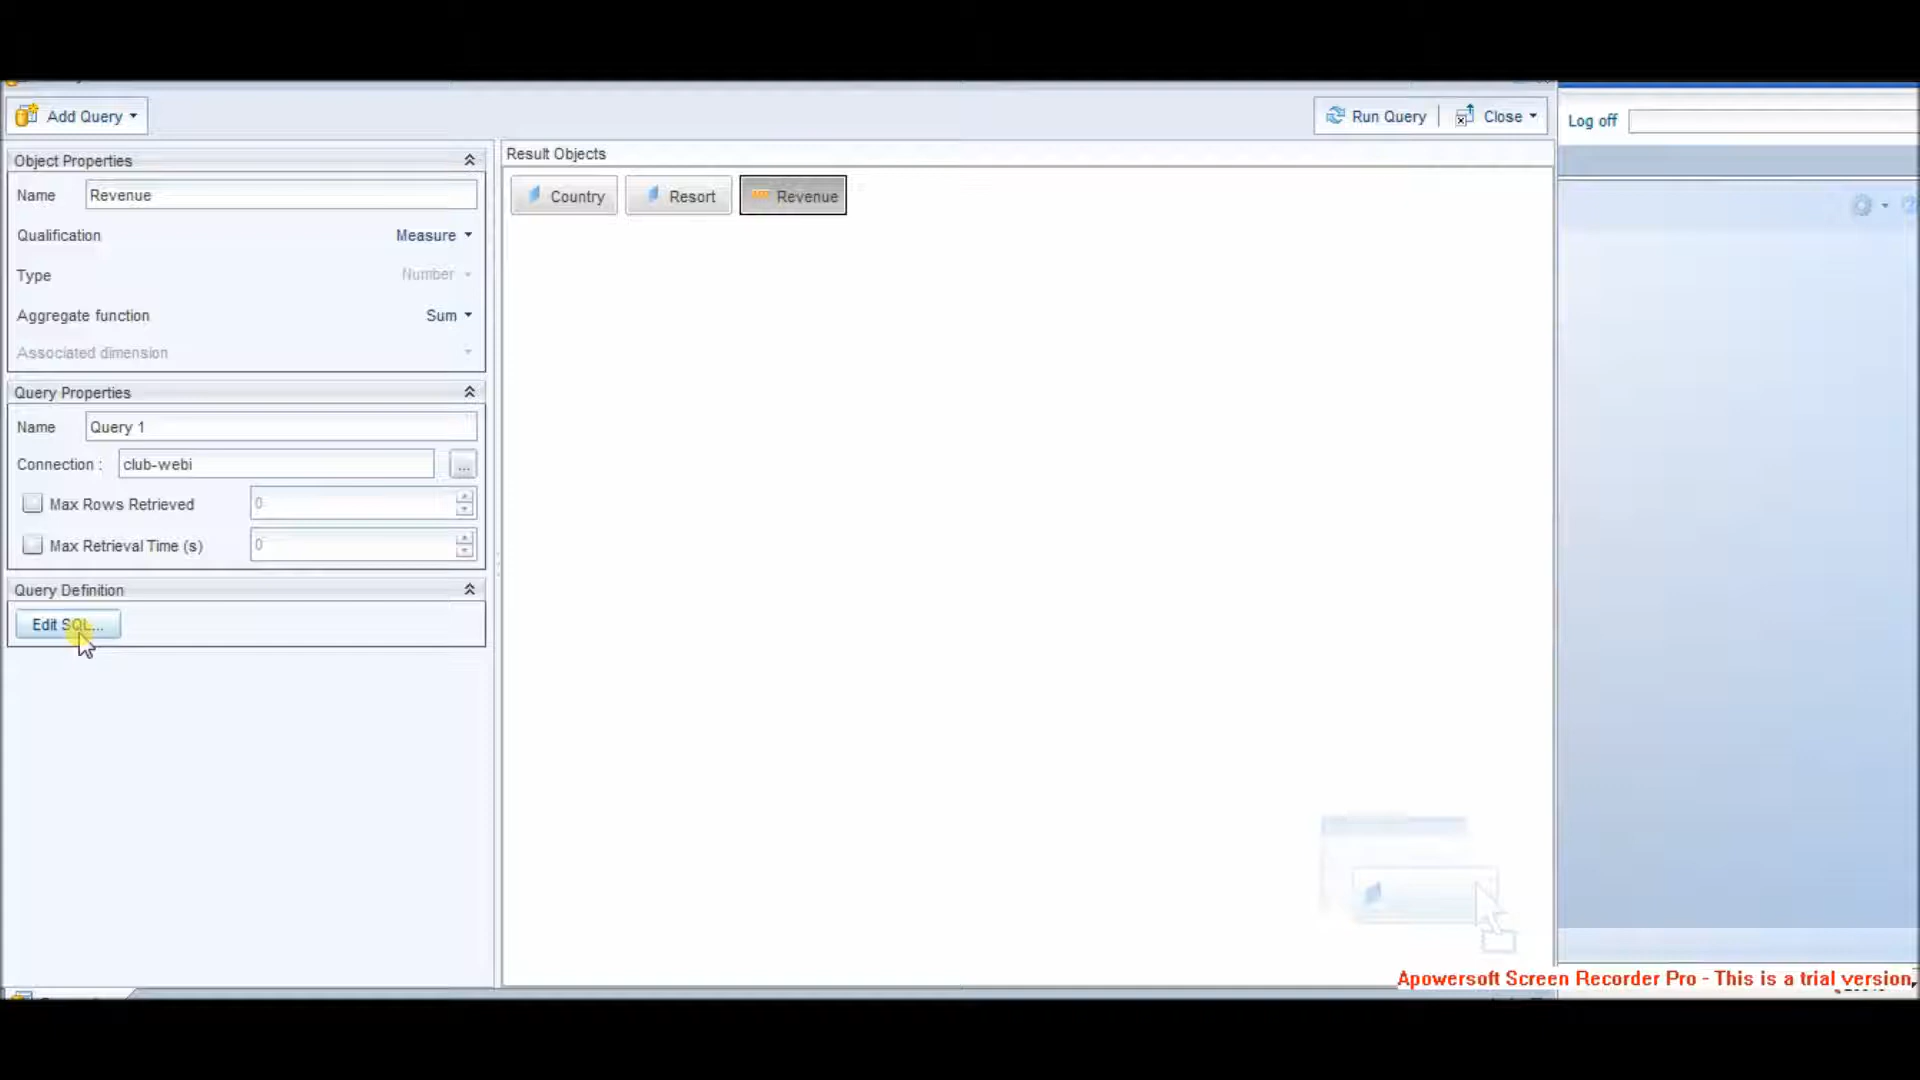 Add Query
Run Query
Close
Log off
Object Properties
Name Revenue
Qualification Measure
Type Number
Aggregate function Sum
Associated dimension
Query Properties
Name Query 1
Connection : club-webi
...
Max Rows Retrieved 0
Max Retrieval Time (s) 0
Query Definition
Edit SQL...
Result Objects
Country Resort Revenue
Apowersoft Screen Recorder Pro - This is a trial version,